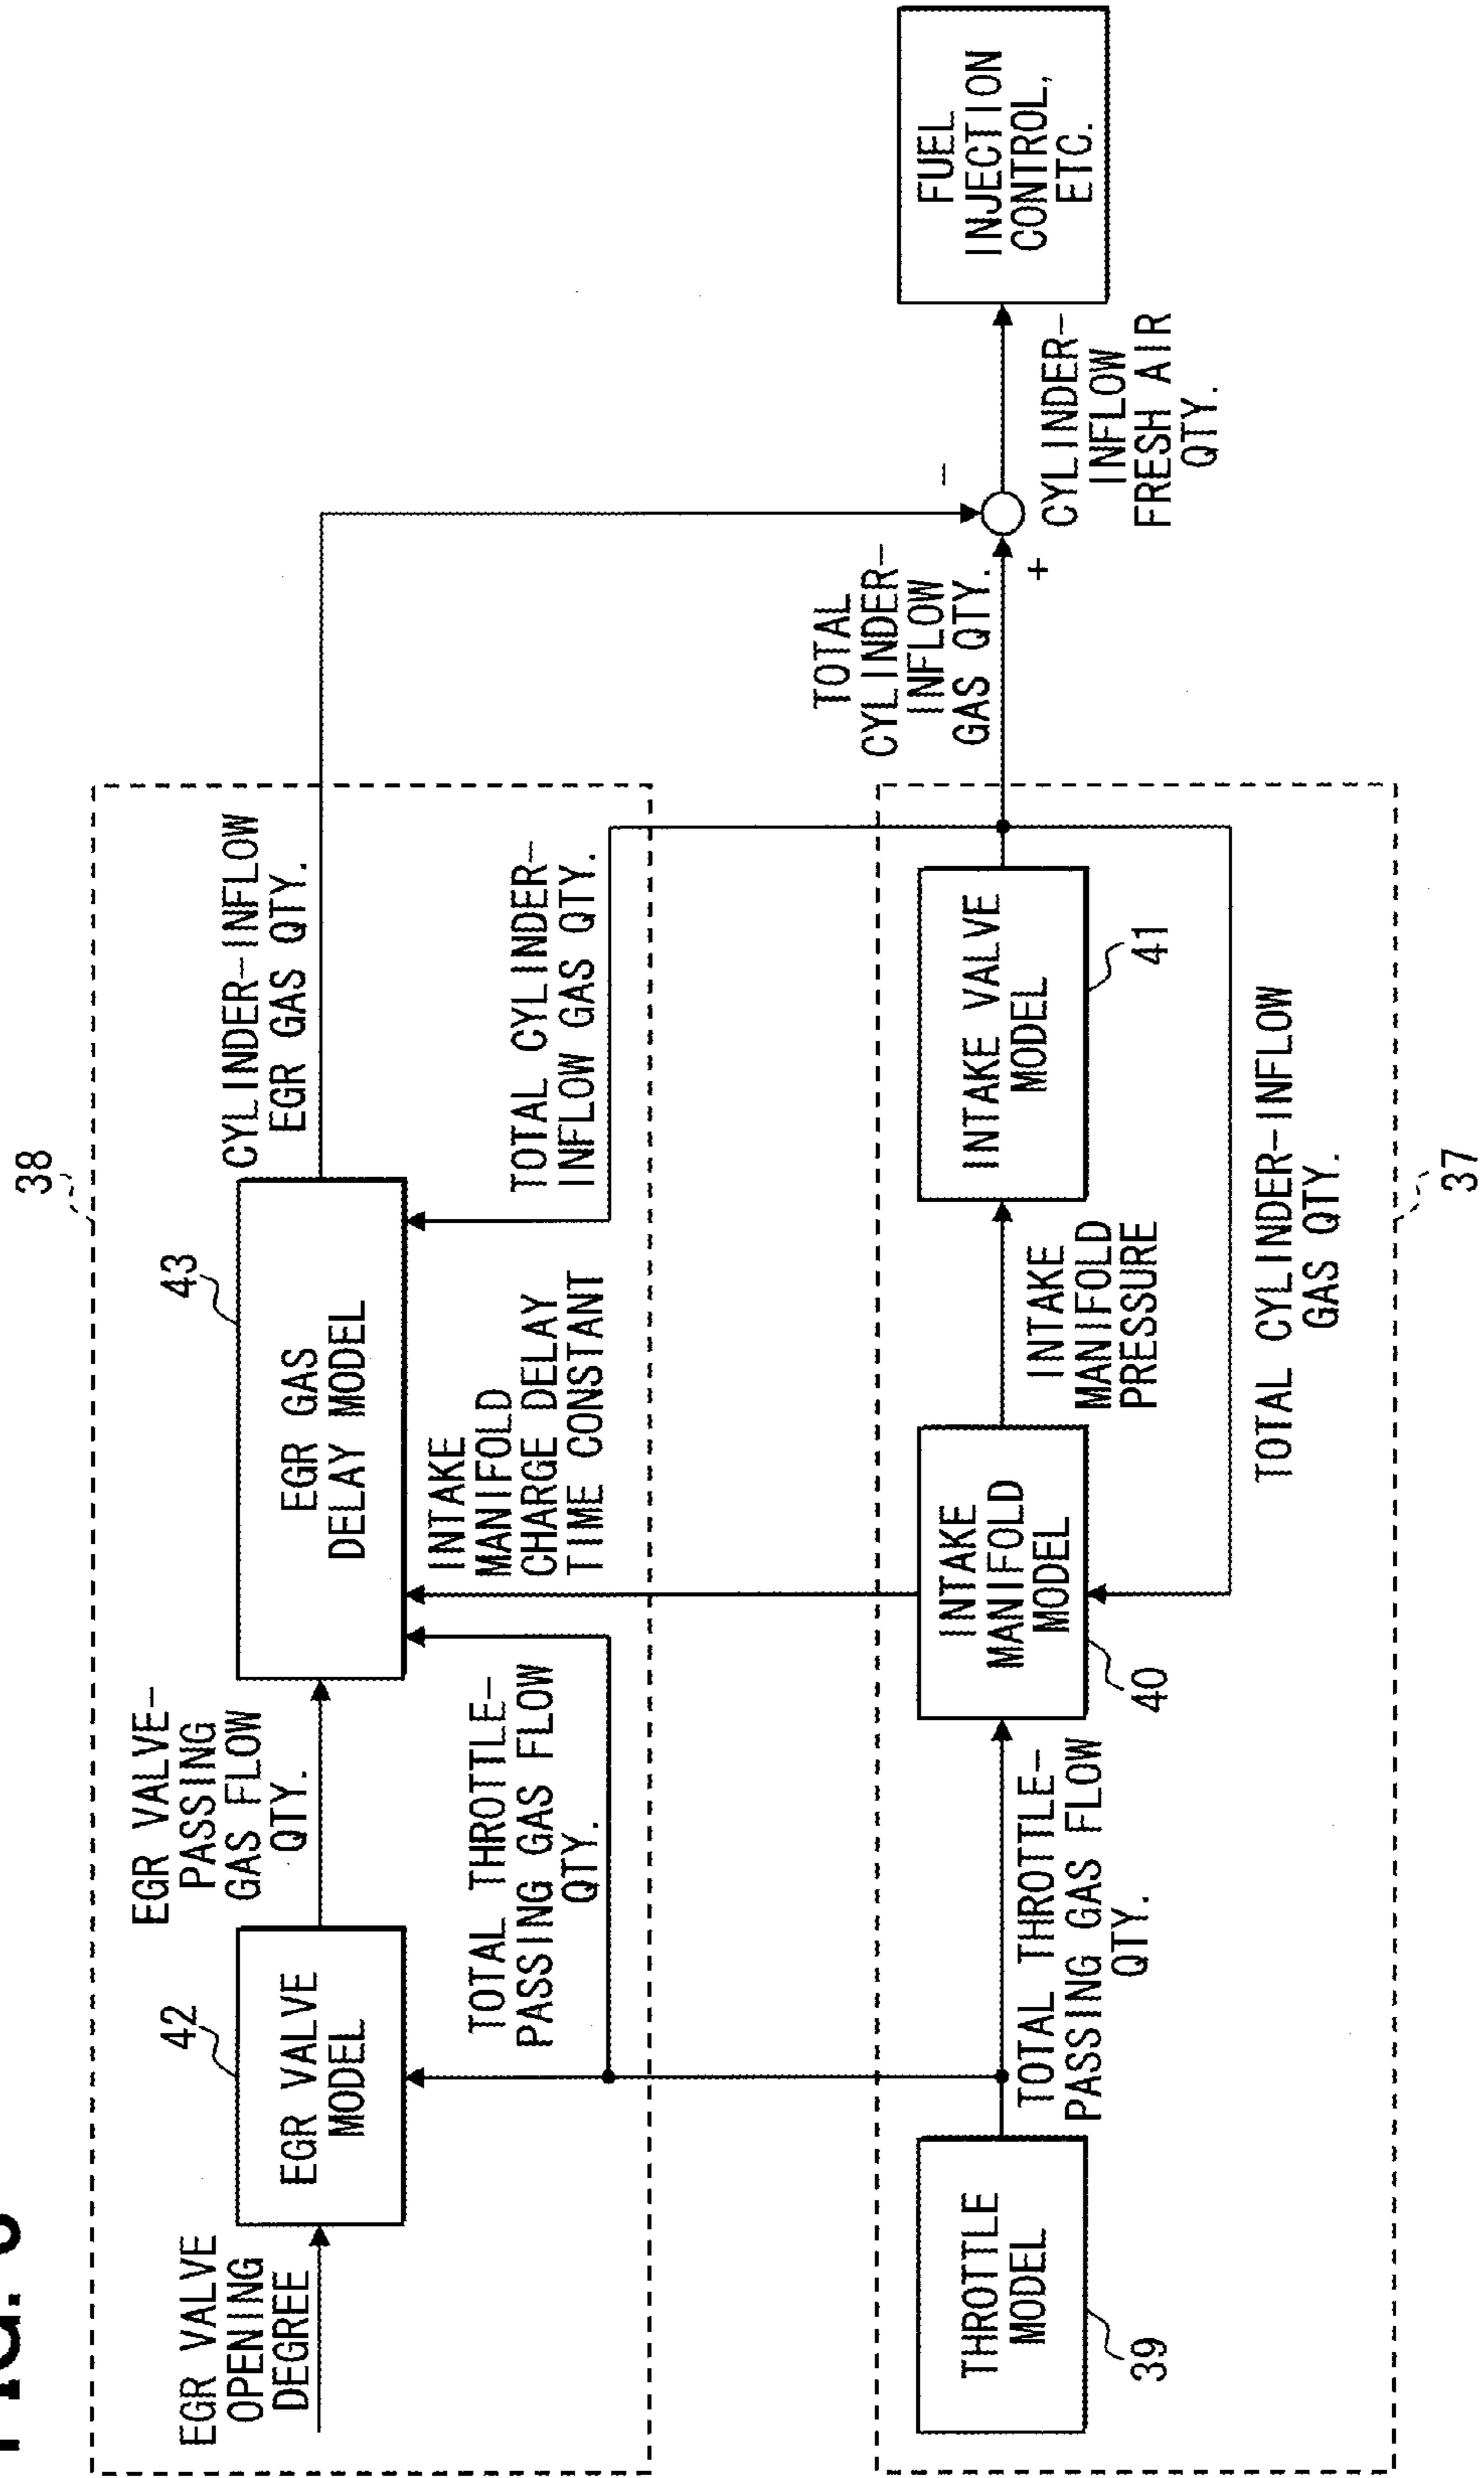 38
EGR VALVE
OPENING
DEGREE
42
EGR VALVE
MODEL
EGR VALVE-
PASSING
GAS FLOW
QTY.
43
EGR GAS
DELAY MODEL
CYLINDER-INFLOW
EGR GAS QTY.
TOTAL THROTTLE-
PASSING GAS FLOW
QTY.
INTAKE
MANIFOLD
CHARGE DELAY
TIME CONSTANT
TOTAL CYLINDER-
INFLOW GAS QTY.
THROTTLE
MODEL
39
TOTAL THROTTLE-
PASSING GAS FLOW
QTY.
INTAKE
MANIFOLD
MODEL
40
INTAKE
MANIFOLD
PRESSURE
INTAKE VALVE
MODEL
41
TOTAL CYLINDER-INFLOW
GAS QTY.
37
TOTAL
CYLINDER-
INFLOW
GAS QTY.
+
-
CYLINDER-
INFLOW
FRESH AIR
QTY.
FUEL
INJECTION
CONTROL,
ETC.